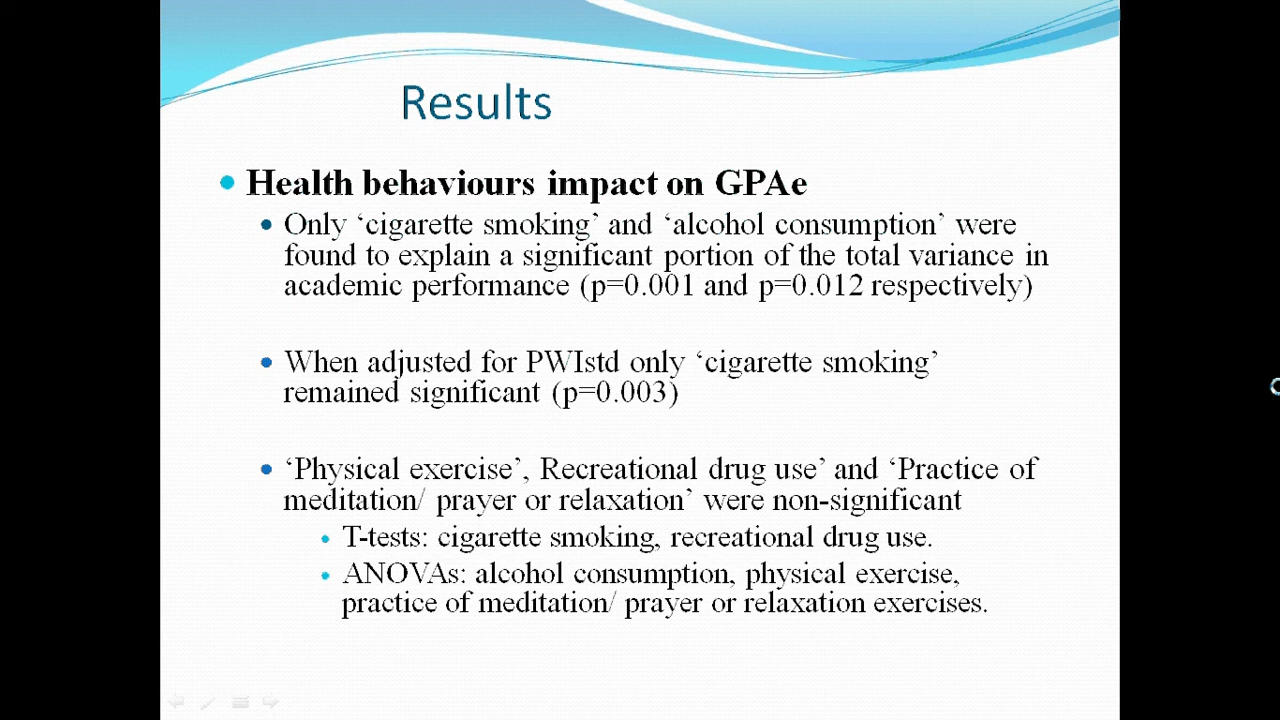 Results
Health behaviours impact on GPAe
Only ‘cigarette smoking’ and ‘alcohol consumption’ were
found to explain a significant portion of the total variance in
academic performance (p=0.001 and p=0.012 respectively)
When adjusted for PWIstd only ‘cigarette smoking’
remained significant (p=0.003)
‘Physical exercise’, Recreational drug use’ and ‘Practice of
meditation/ prayer or relaxation’ were non-significant
T-tests: cigarette smoking, recreational drug use.
ANOVAs: alcohol consumption, physical exercise,
practice of meditation/ prayer or relaxation exercises.